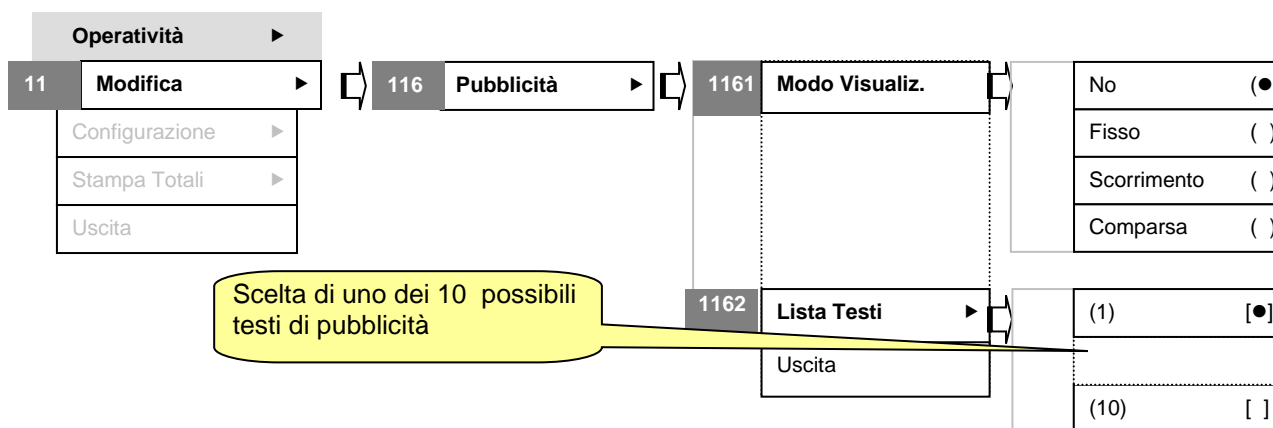 Operatività ►
11 Modifica ► 116 Pubblicità ► 1161 Modo Visualiz. No (●
Configurazione ► Fisso ( )
Stampa Totali ► Scorrimento ( )
Uscita Comparsa ( )
Scelta di uno dei 10 possibili
testi di pubblicità
1162 Lista Testi ► (1) [●]
Uscita
(10) [ ]